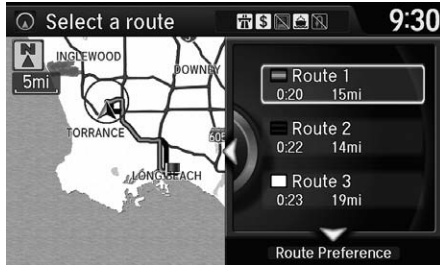 Select a route
$
9:30
N
5mi
INGLEWOOD
DOWNEY
TORRANCE
605
LONG BEACH
Route 1
0:20 15mi
Route 2
0:22 14mi
Route 3
0:23 19mi
Route Preference